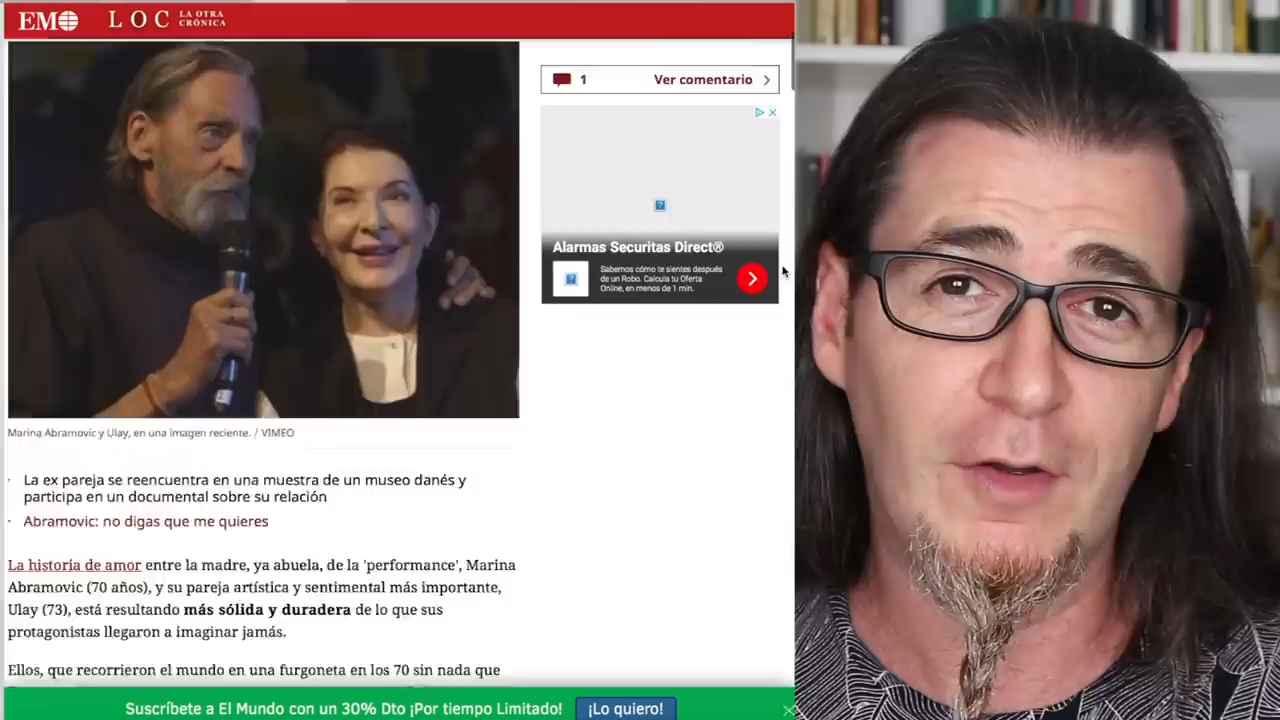 EM
LOC LA OTRA
CRÓNICA
1 Ver comentario
Alarmas Securitas Direct®
Sabemos cómo te sientes después
de un Robo. Calcula tu Oferta
Online, en menos de 1 min.
Marina Abramovic y Ulay, en una imagen reciente. / VIMEO
· La ex pareja se reencuentra en una muestra de un museo danés y
participa en un documental sobre su relación
· Abramovic: no digas que me quieres
La historia de amor entre la madre, ya abuela, de la 'performance', Marina
Abramovic (70 años), y su pareja artística y sentimental más importante,
Ulay (73), está resultando más sólida y duradera de lo que sus
protagonistas llegaron a imaginar jamás.
Ellos, que recorrieron el mundo en una furgoneta en los 70 sin nada que
Suscríbete a El Mundo con un 30% Dto ¡Por tiempo Limitado! ¡Lo quiero!